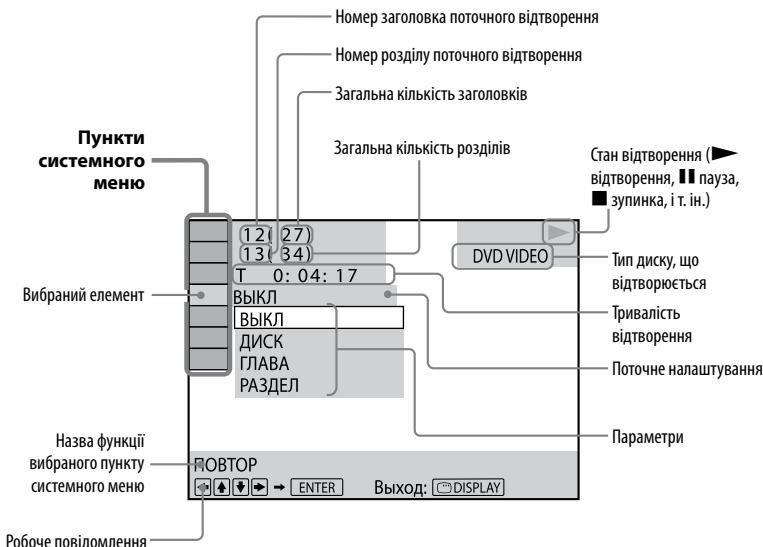 Номер заголовка поточного відтворення
Номер розділу поточного відтворення
Загальна кількість заголовків
Загальна кількість розділів
Пункти
системного
меню
Стан відтворення (▶
відтворення, ▮▮ пауза,
■ зупинка, і т. ін.)
12( 27)
13( 34)
T 0: 04: 17
▶
DVD VIDEO
Тип диску, що
відтворюється
Вибраний елемент
ВЫКЛ
ВЫКЛ
ДИСК
ГЛАВА
РАЗДЕЛ
Тривалість
відтворення
Поточне налаштування
Параметри
Назва функції
вибраного пункту
системного меню
ПОВТОР
← ↑ ↓ → → ENTER Выход: DISPLAY
Робоче повідомлення